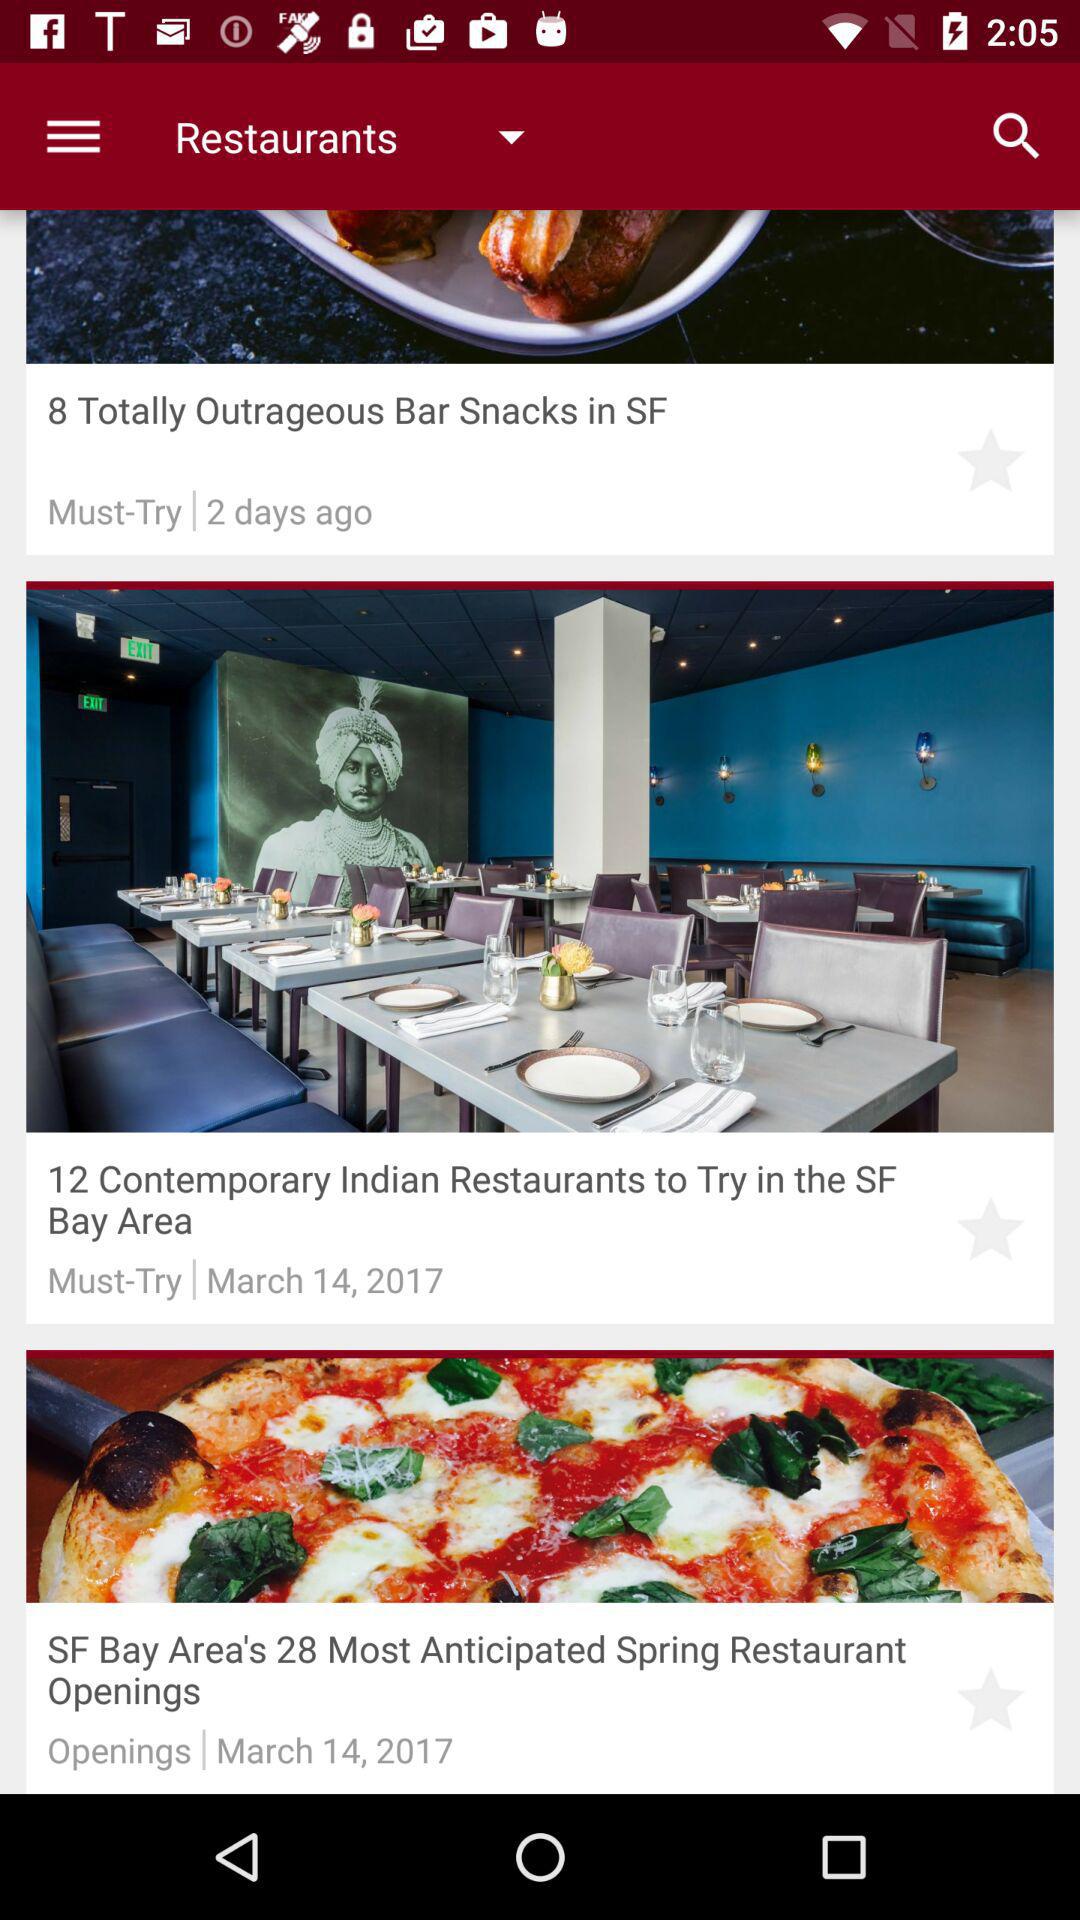 FAKE
2:05
Restaurants
8 Totally Outrageous Bar Snacks in SF
Must-Try | 2 days ago
EXIT
EXIT
12 Contemporary Indian Restaurants to Try in the SF
Bay Area
Must-Try | March 14, 2017
SF Bay Area's 28 Most Anticipated Spring Restaurant
Openings
Openings | March 14, 2017